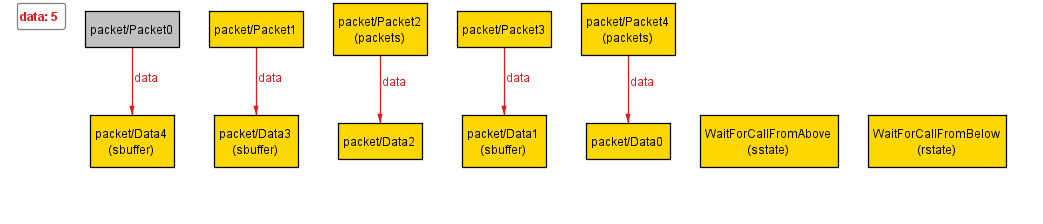 data: 5
packet/Packet0
packet/Packet1
packet/Packet2
(packets)
packet/Packet3
packet/Packet4
(packets)
data
data
data
data
data
packet/Data4
(sbuffer)
packet/Data3
(sbuffer)
packet/Data2
packet/Data1
(sbuffer)
packet/Data0
WaitForCallFromAbove
(sstate)
WaitForCallFromBelow
(rstate)